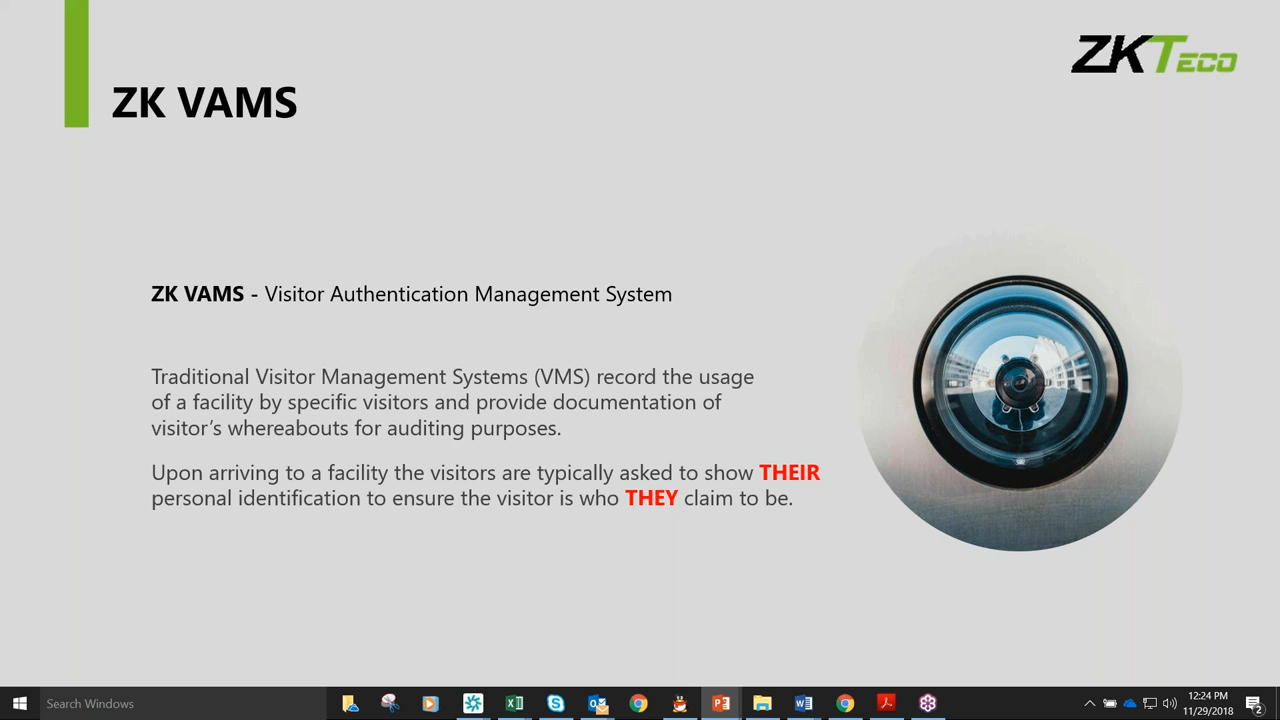 ZKTeco
ZK VAMS
ZK VAMS - Visitor Authentication Management System
Traditional Visitor Management Systems (VMS) record the usage
of a facility by specific visitors and provide documentation of
visitor's whereabouts for auditing purposes.
Upon arriving to a facility the visitors are typically asked to show THEIR
personal identification to ensure the visitor is who THEY claim to be.
Search Windows
12:24 PM
11/29/2018
2